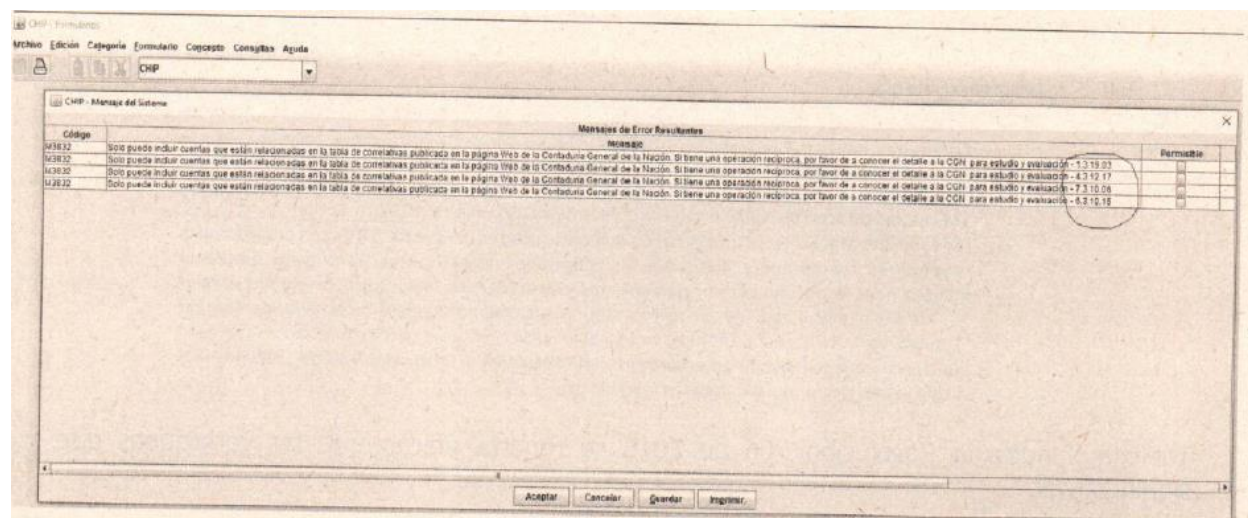 CHIP - Formularios
Archivo Edición Categoría Formulario Concepto Consultas Ayuda
CHIP
CHIP - Mensaje del Sistema
Mensajes de Error Resultantes
Código Mensaje Permisible
M3832 Solo puede incluir cuentas que están relacionadas en la tabla de correlativas publicada en la página Web de la Contaduria General de la Nación. Si tiene una operación reciproca, por favor de a conocer el detalle a la CGN para estudio y evaluación - 1.3.19.03
M3832 Solo puede incluir cuentas que están relacionadas en la tabla de correlativas publicada en la página Web de la Contaduria General de la Nación. Si tiene una operación reciproca, por favor de a conocer el detalle a la CGN para estudio y evaluación - 4.3.12.17
M3832 Solo puede incluir cuentas que están relacionadas en la tabla de correlativas publicada en la página Web de la Contaduria General de la Nación. Si tiene una operación reciproca, por favor de a conocer el detalle a la CGN para estudio y evaluación - 7.3.10.06
M3832 Solo puede incluir cuentas que están relacionadas en la tabla de correlativas publicada en la página Web de la Contaduria General de la Nación. Si tiene una operación reciproca, por favor de a conocer el detalle a la CGN para estudio y evaluación - 6.3.10.15
Aceptar Cancelar Guardar Imprimir.